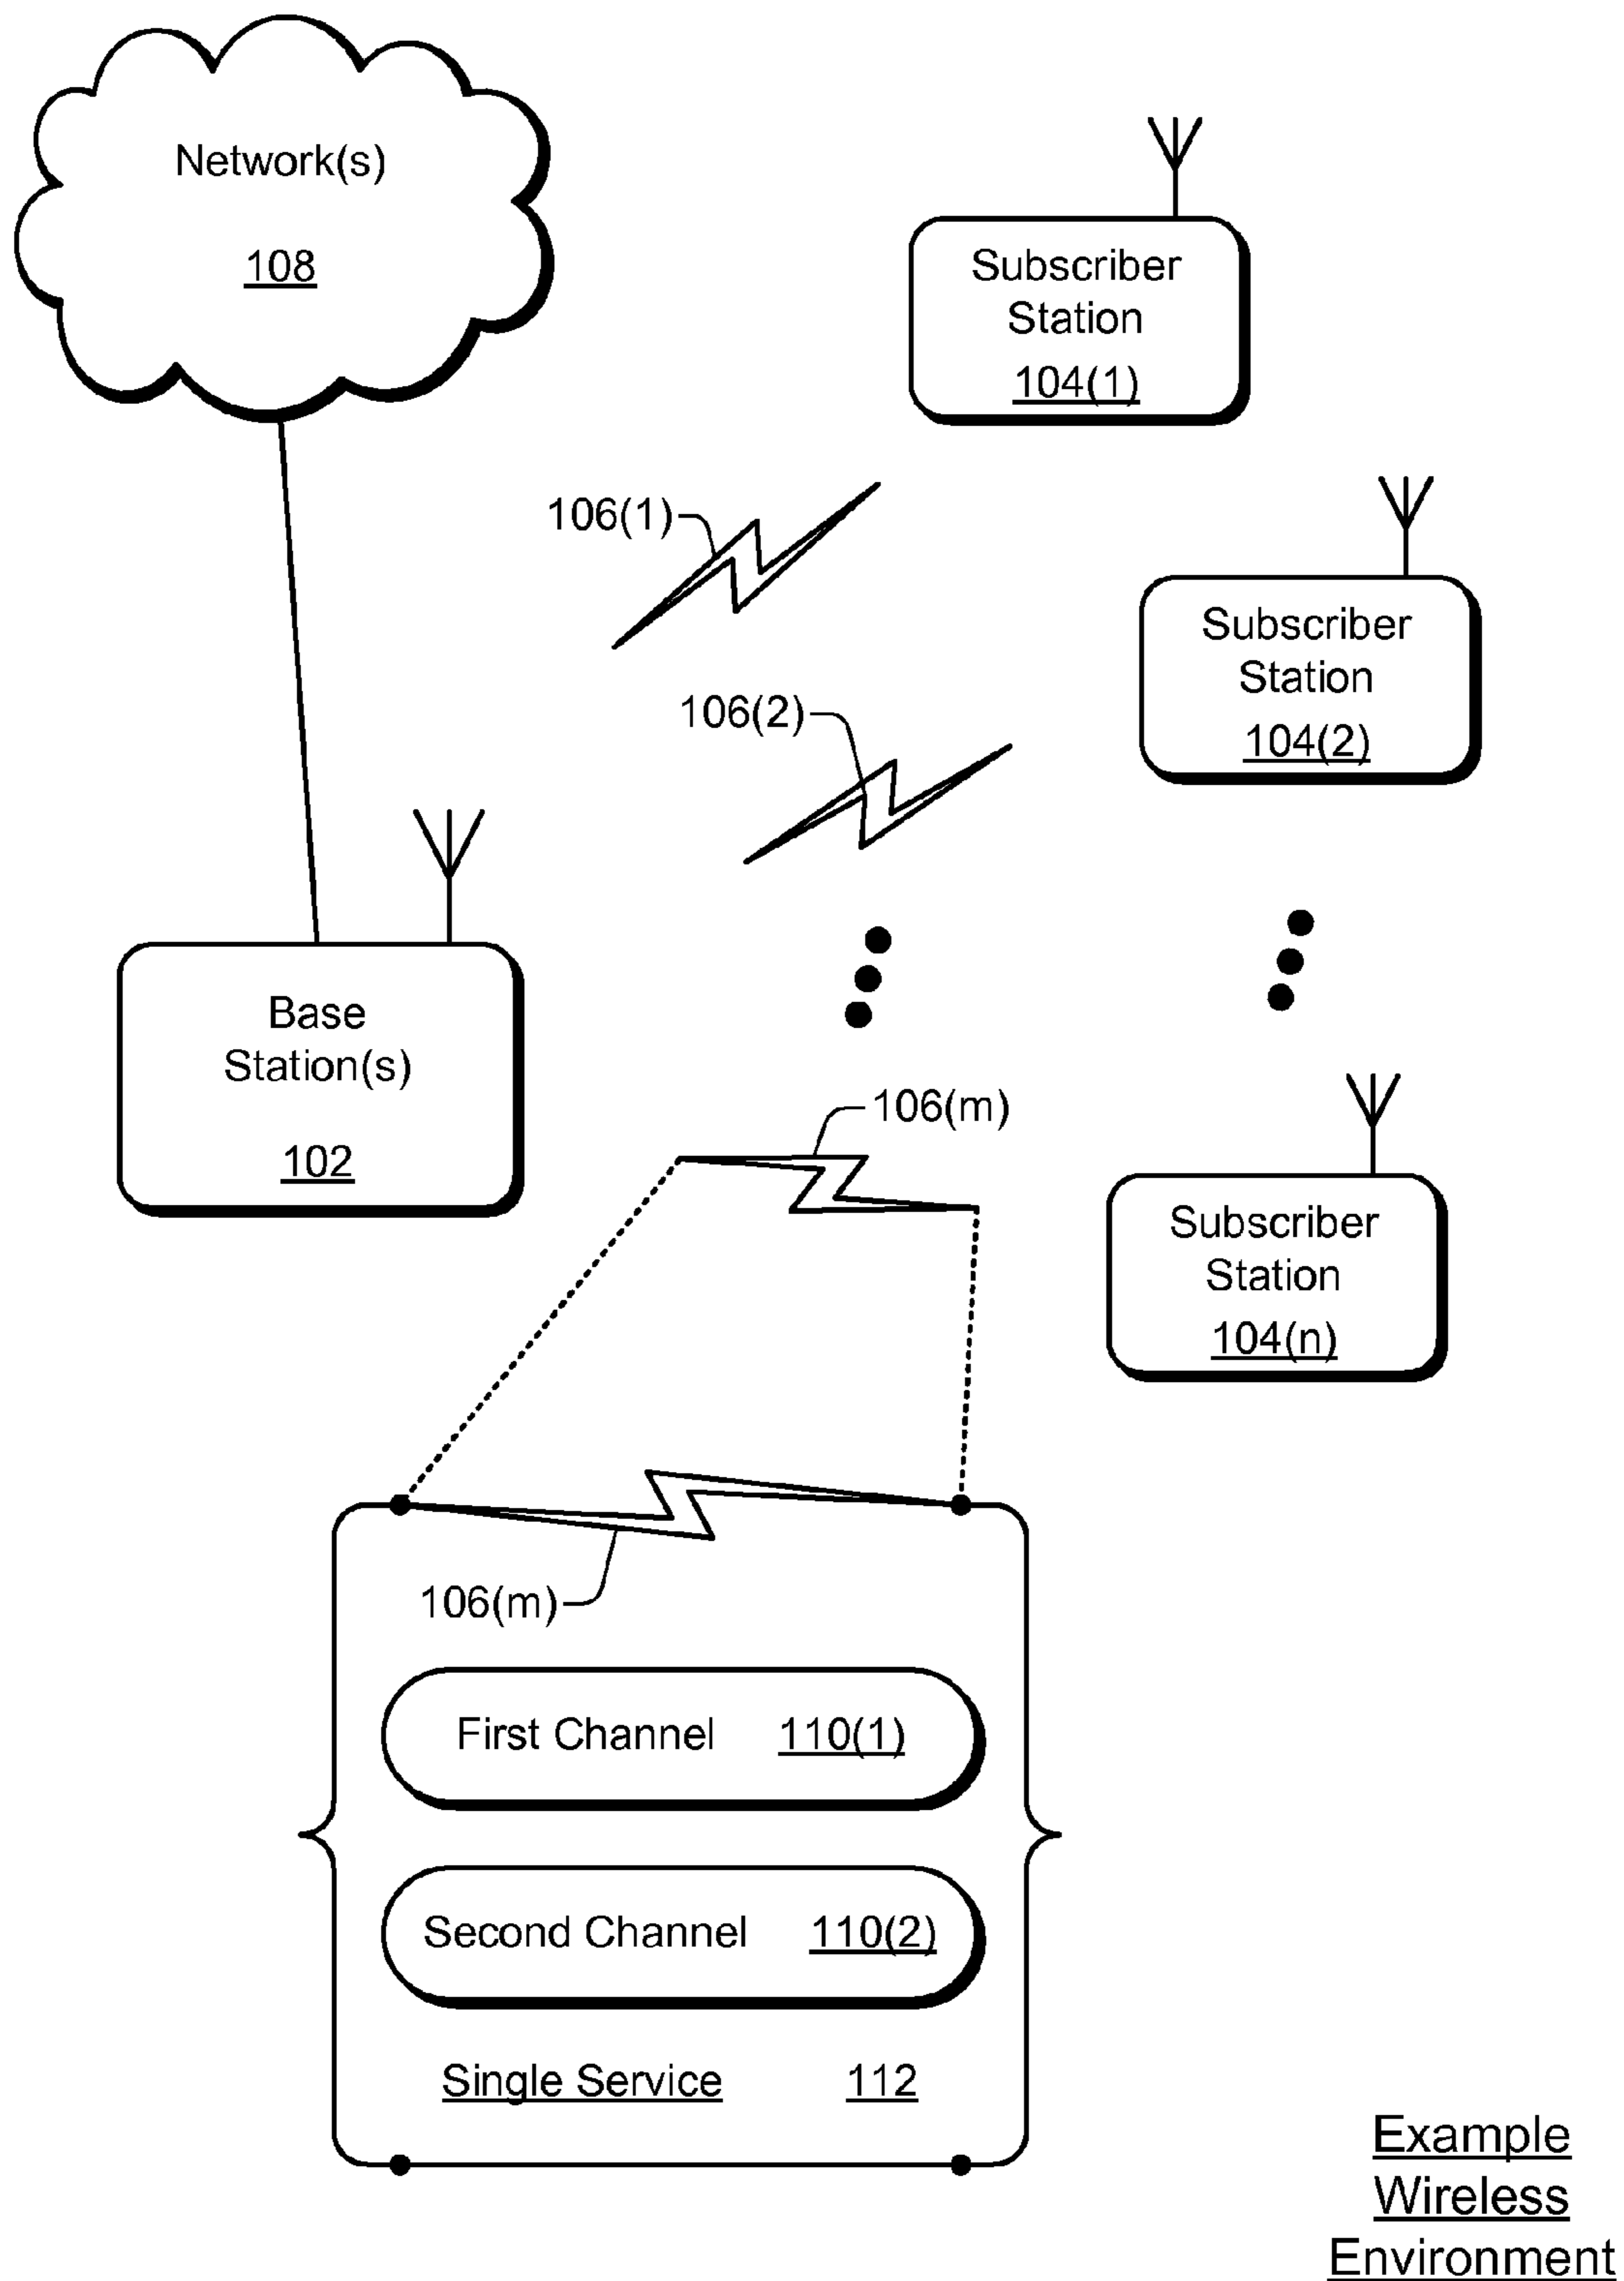 Network(s)
108
Subscriber
Station
104(1)
106(1)
Subscriber
Station
104(2)
106(2)
Base
Station(s)
102
106(m)
Subscriber
Station
104(n)
106(m)
First Channel 110(1)
Second Channel 110(2)
Single Service 112
Example
Wireless
Environment